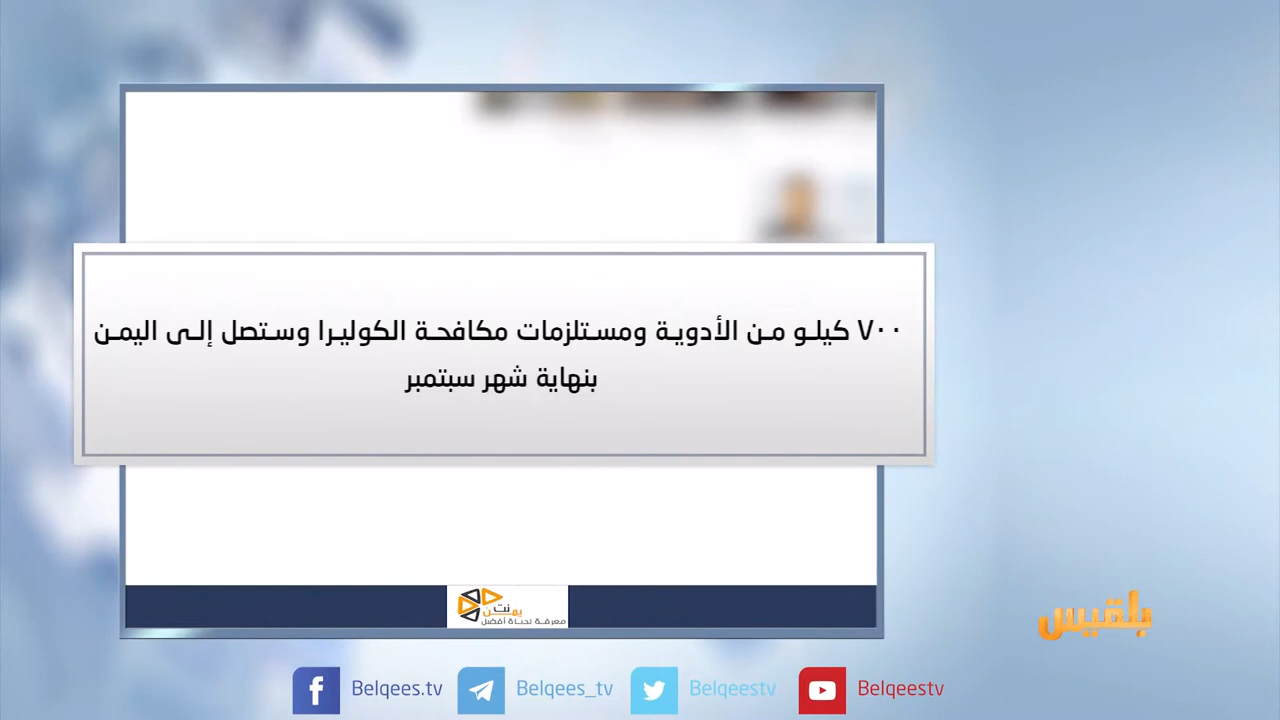 ٧٠٠ كيلو من الأدوية ومستلزمات مكافحة الكوليرا وستصل إلى اليمن
بنهاية شهر سبتمبر
يمن نت
معرفة لحياة أفضل
بلقيس
Belqees.tv
Belqees_tv
Belqeestv
Belqeestv